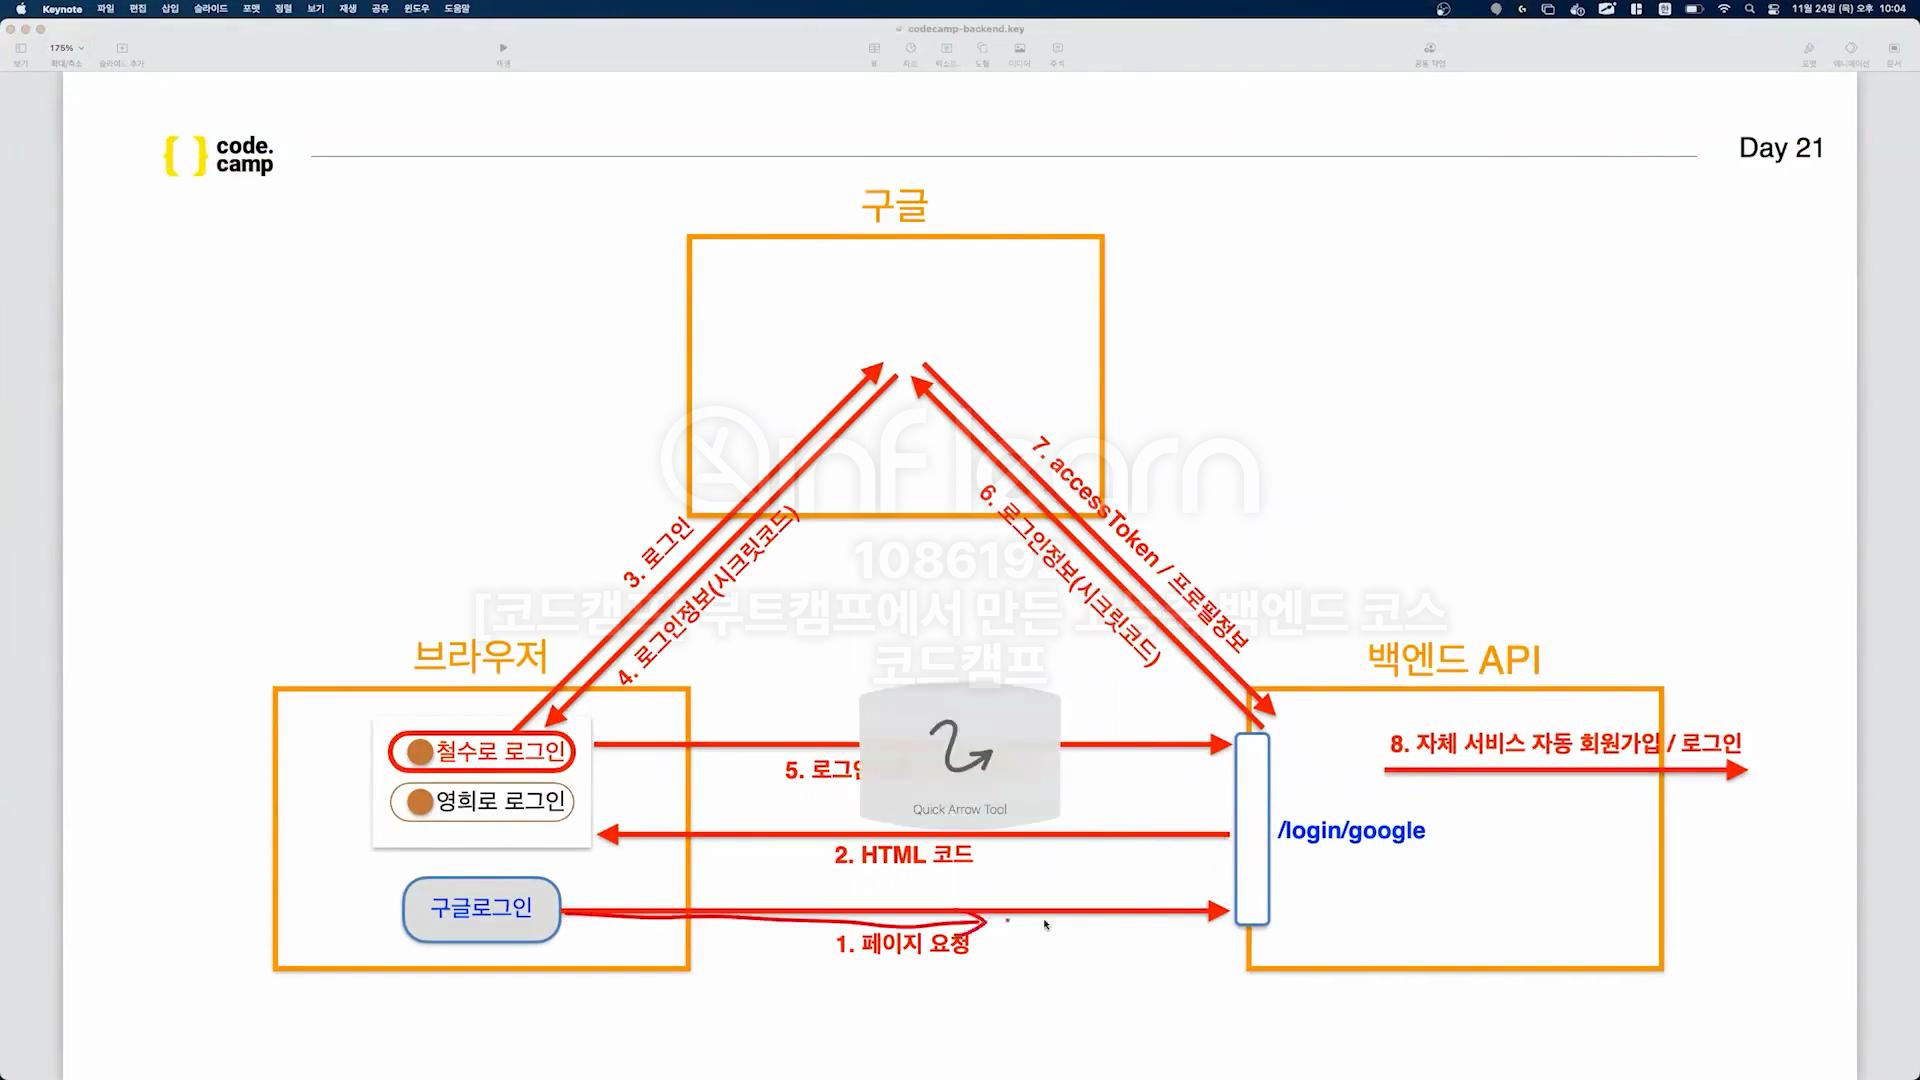 Keynote 파일 편집 삽입 슬라이드 포맷 정렬 보기 재생 공유 윈도우 도움말
11월 24일 (목) 오후 10:04
codecamp-backend.key
175%
보기 확대/축소 슬라이드 추가 재생 표 차트 텍스트 도형 미디어 주석 공동 작업 포맷 애니메이션 문서
code.
camp
Day 21
구글
inflearn
7. accessToken / 프로필정보
6. 로그인정보(시크릿코드)
3. 로그인
4. 로그인정보(시크릿코드)
108619
[코드캠프] 부트캠프에서 만든 백엔드 코스
코드캠프
브라우저
백엔드 API
철수로 로그인
영희로 로그인
5. 로그인
8. 자체 서비스 자동 회원가입 / 로그인
Quick Arrow Tool
/login/google
2. HTML 코드
구글로그인
1. 페이지 요청